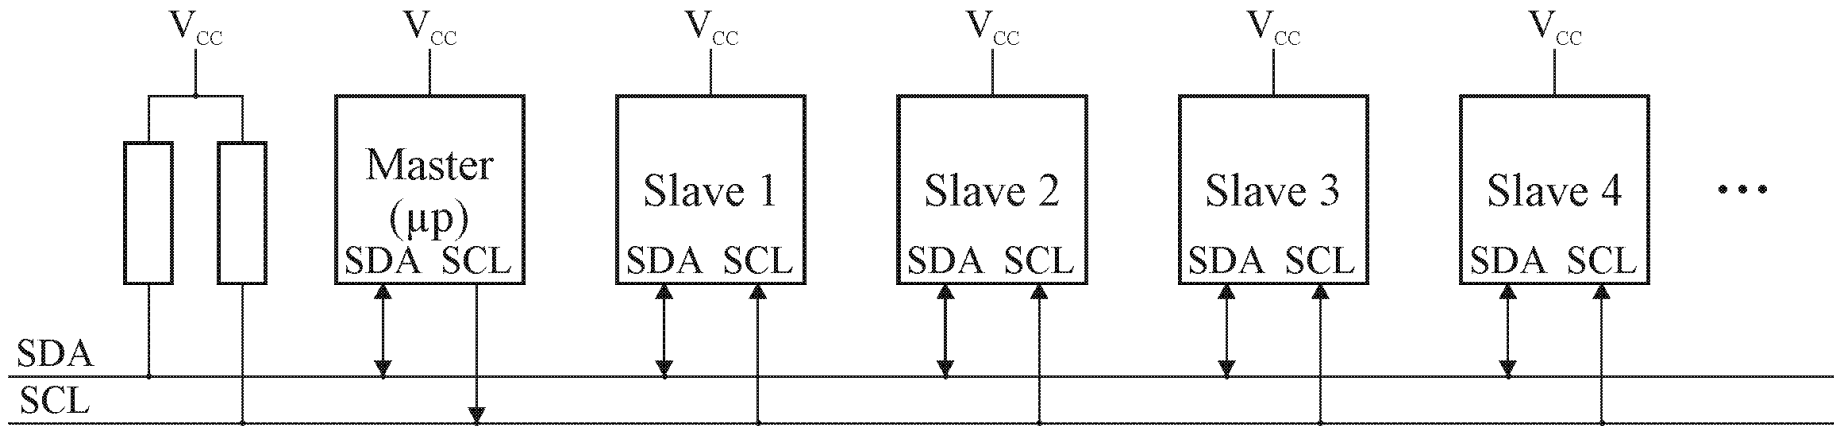 V_CC V_CC V_CC V_CC V_CC V_CC
Master
(µp)
Slave 1 Slave 2 Slave 3 Slave 4 ...
SDA SCL SDA SCL SDA SCL SDA SCL SDA SCL
SDA
SCL